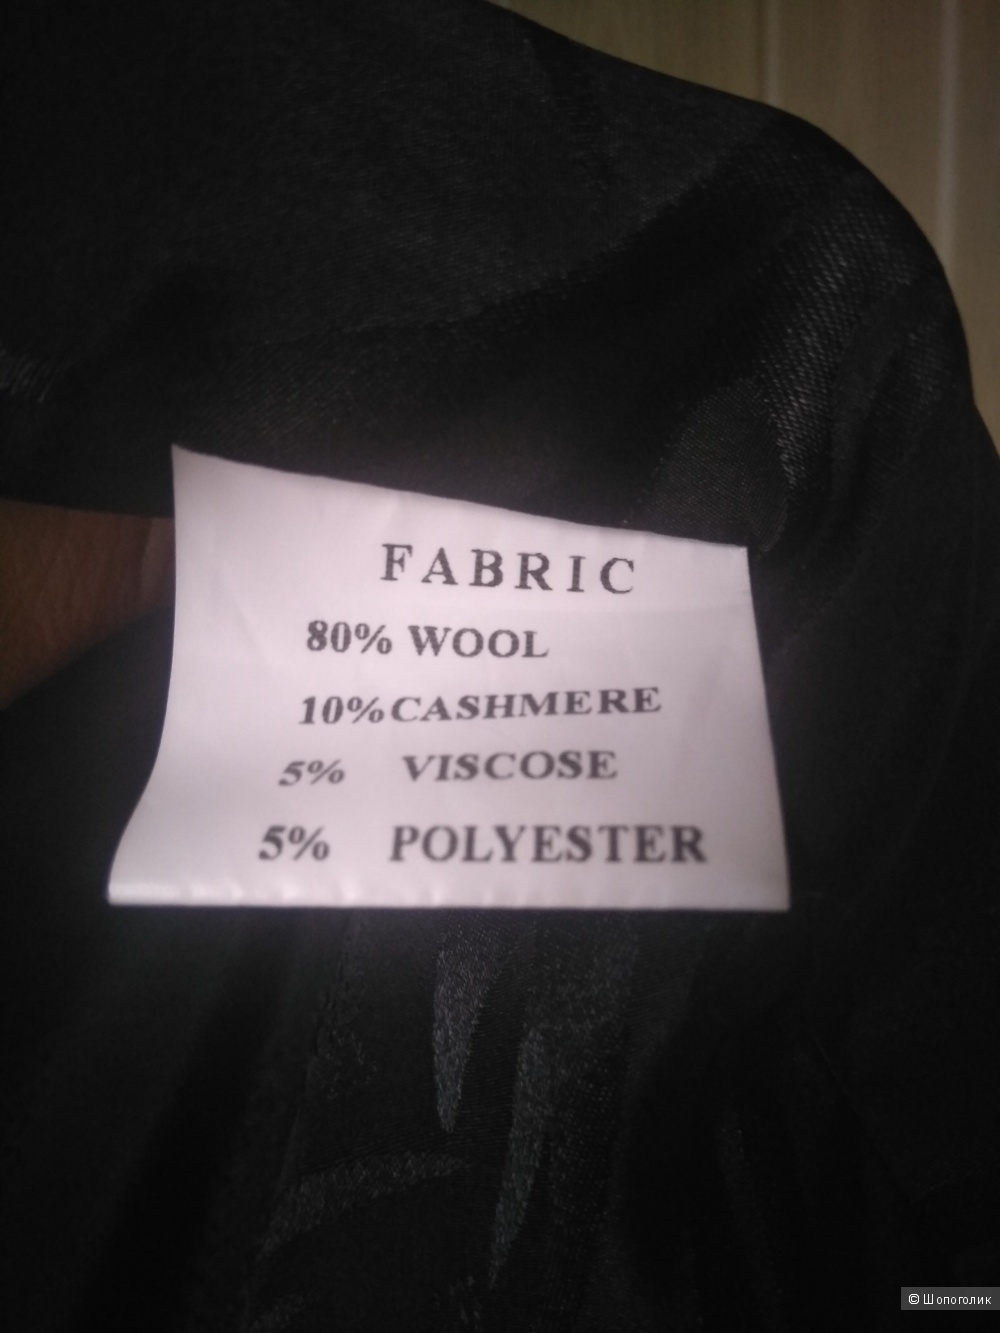 FABRIC
80% WOOL
10% CASHMERE
5% VISCOSE
5% POLYESTER
© Шопоголик